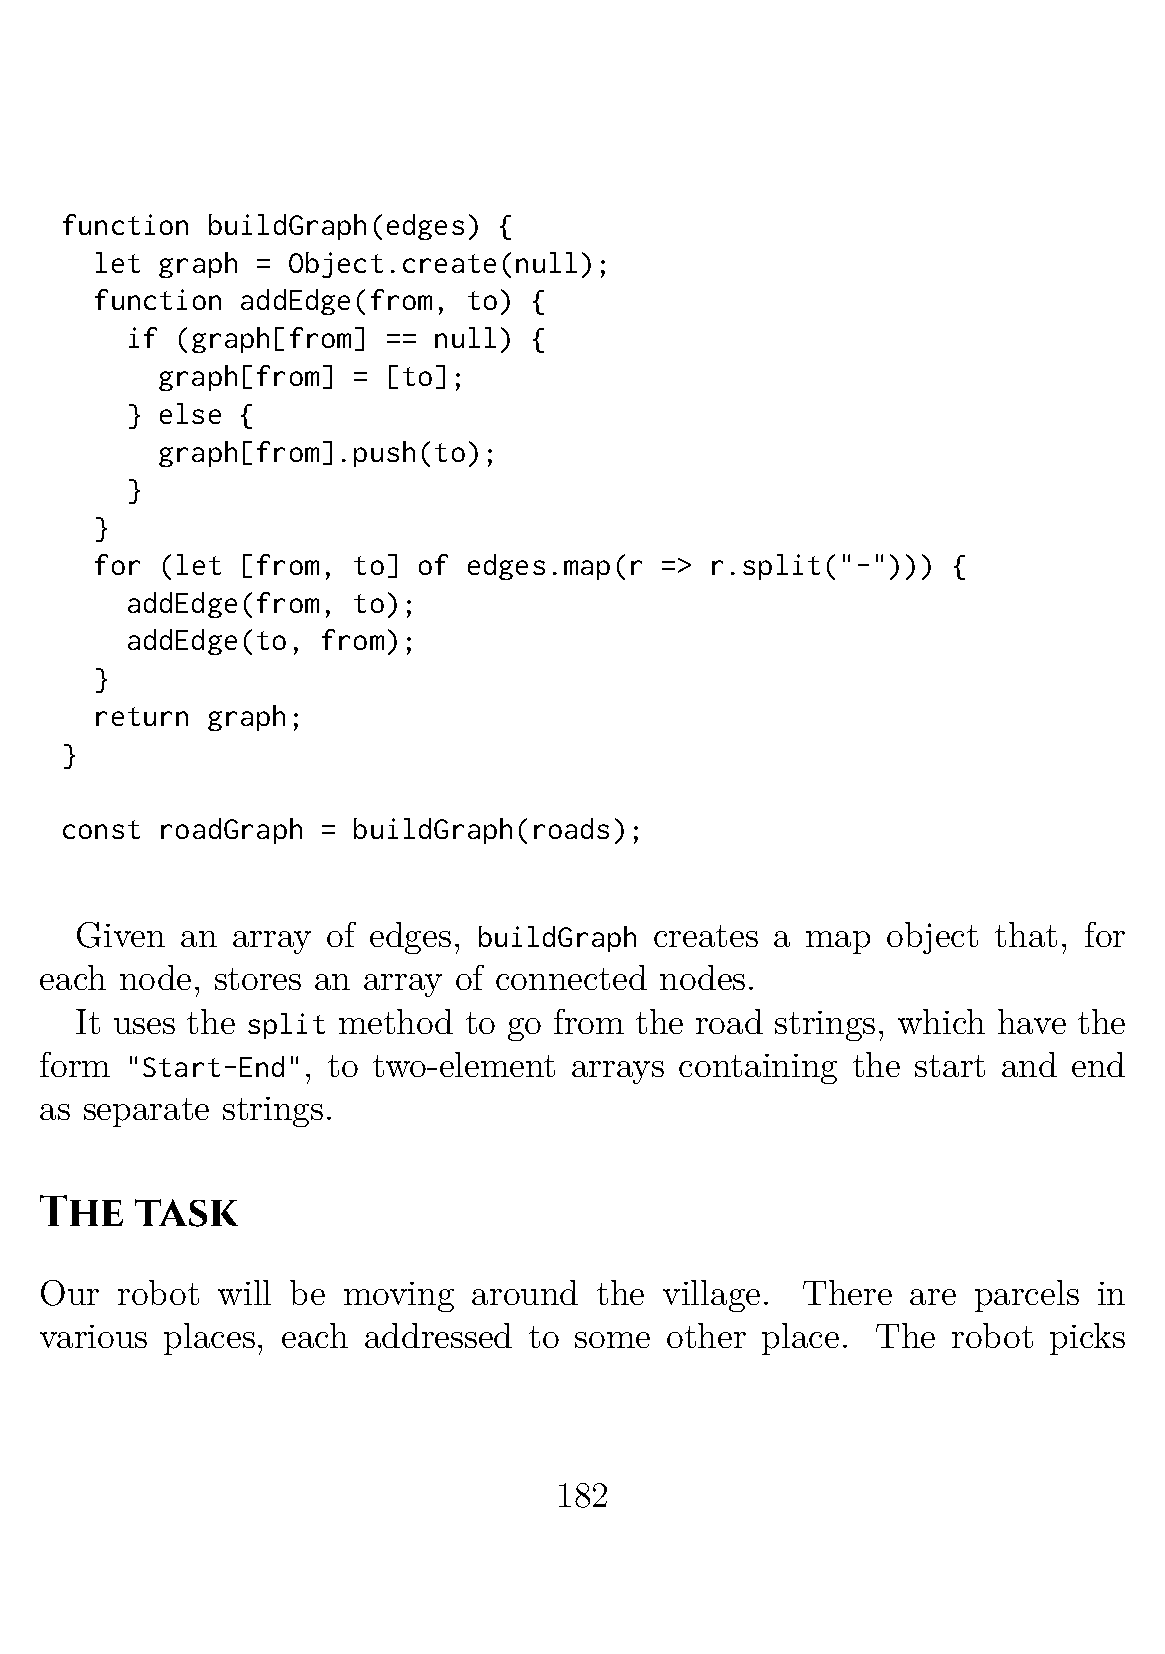 function buildGraph(edges) {
  let graph = Object.create(null);
  function addEdge(from, to) {
    if (graph[from] == null) {
      graph[from] = [to];
    } else {
      graph[from].push(to);
    }
  }
  for (let [from, to] of edges.map(r => r.split("-"))) {
    addEdge(from, to);
    addEdge(to, from);
  }
  return graph;
}

const roadGraph = buildGraph(roads);

Given an array of edges, buildGraph creates a map object that, for
each node, stores an array of connected nodes.
It uses the split method to go from the road strings, which have the
form "Start-End", to two-element arrays containing the start and end
as separate strings.

THE TASK

Our robot will be moving around the village. There are parcels in
various places, each addressed to some other place. The robot picks

182